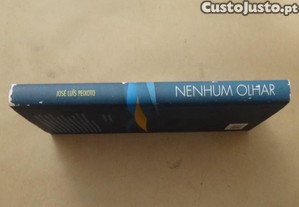 Custojusto.pt
JOSÉ LUÍS PEIXOTO
NENHUM OLHAR